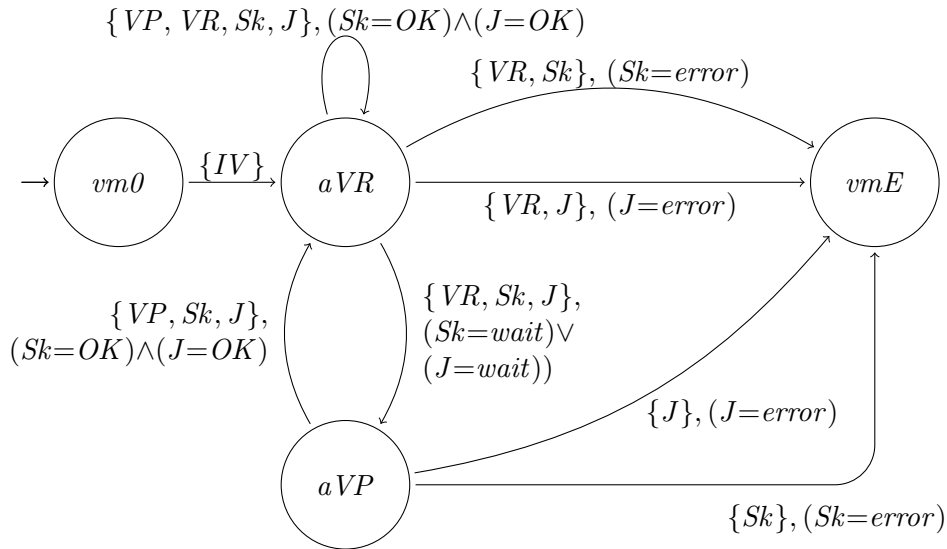 {VP, VR, Sk, J}, (Sk=OK)∧(J=OK)
{VR, Sk}, (Sk=error)
{IV}
vm0
aVR
vmE
{VR, J}, (J=error)
{VP, Sk, J},
(Sk=OK)∧(J=OK)
{VR, Sk, J},
(Sk=wait)∨
(J=wait))
{J}, (J=error)
aVP
{Sk}, (Sk=error)